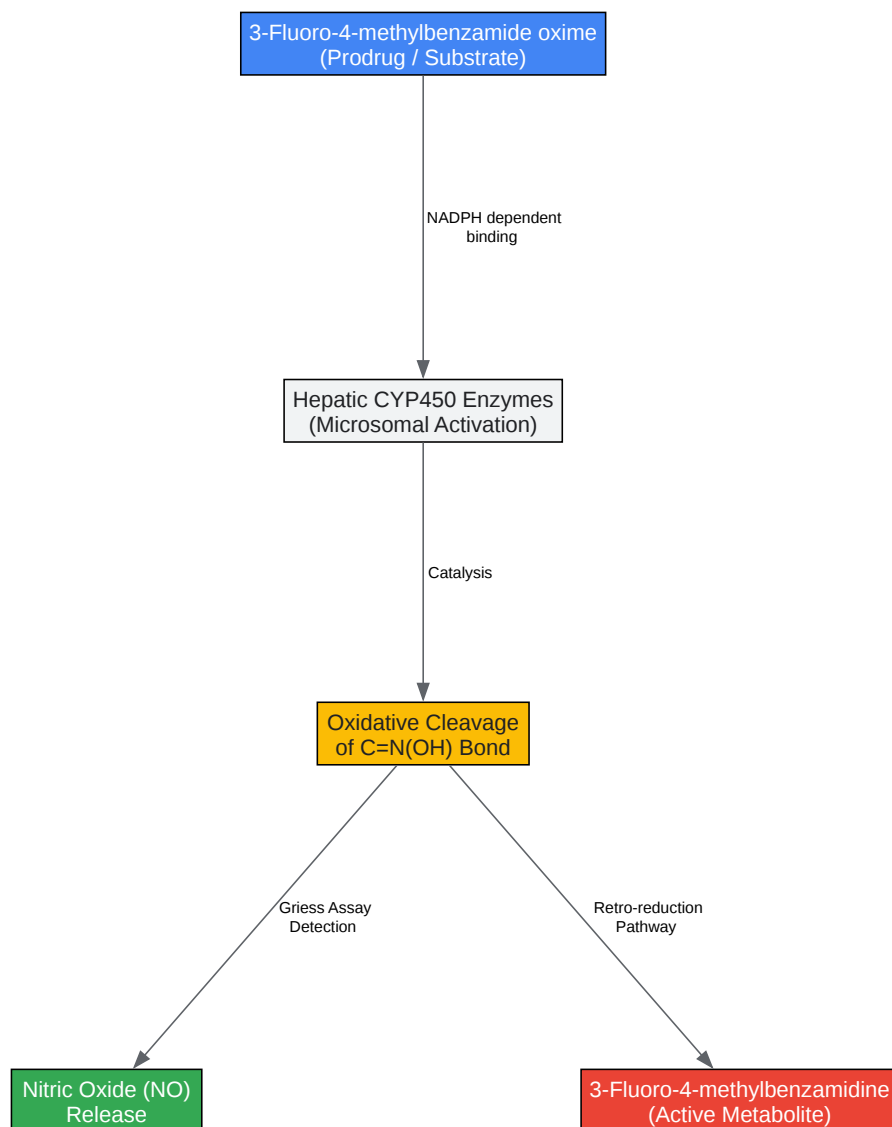 3-Fluoro-4-methylbenzamide oxime
(Prodrug / Substrate)
NADPH dependent
binding
Hepatic CYP450 Enzymes
(Microsomal Activation)
Catalysis
Oxidative Cleavage
of C=N(OH) Bond
Griess Assay
Detection
Retro-reduction
Pathway
Nitric Oxide (NO)
Release
3-Fluoro-4-methylbenzamidine
(Active Metabolite)